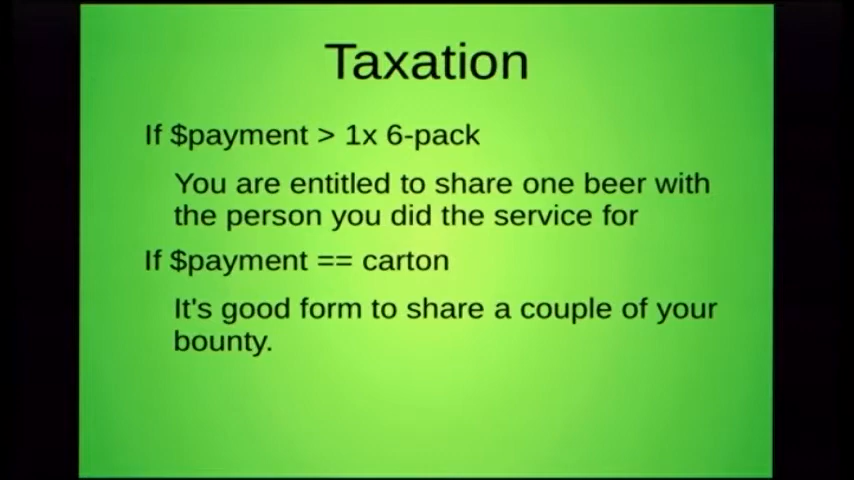 Taxation
If $payment > 1x 6-pack
You are entitled to share one beer with
the person you did the service for
If $payment == carton
It's good form to share a couple of your
bounty.